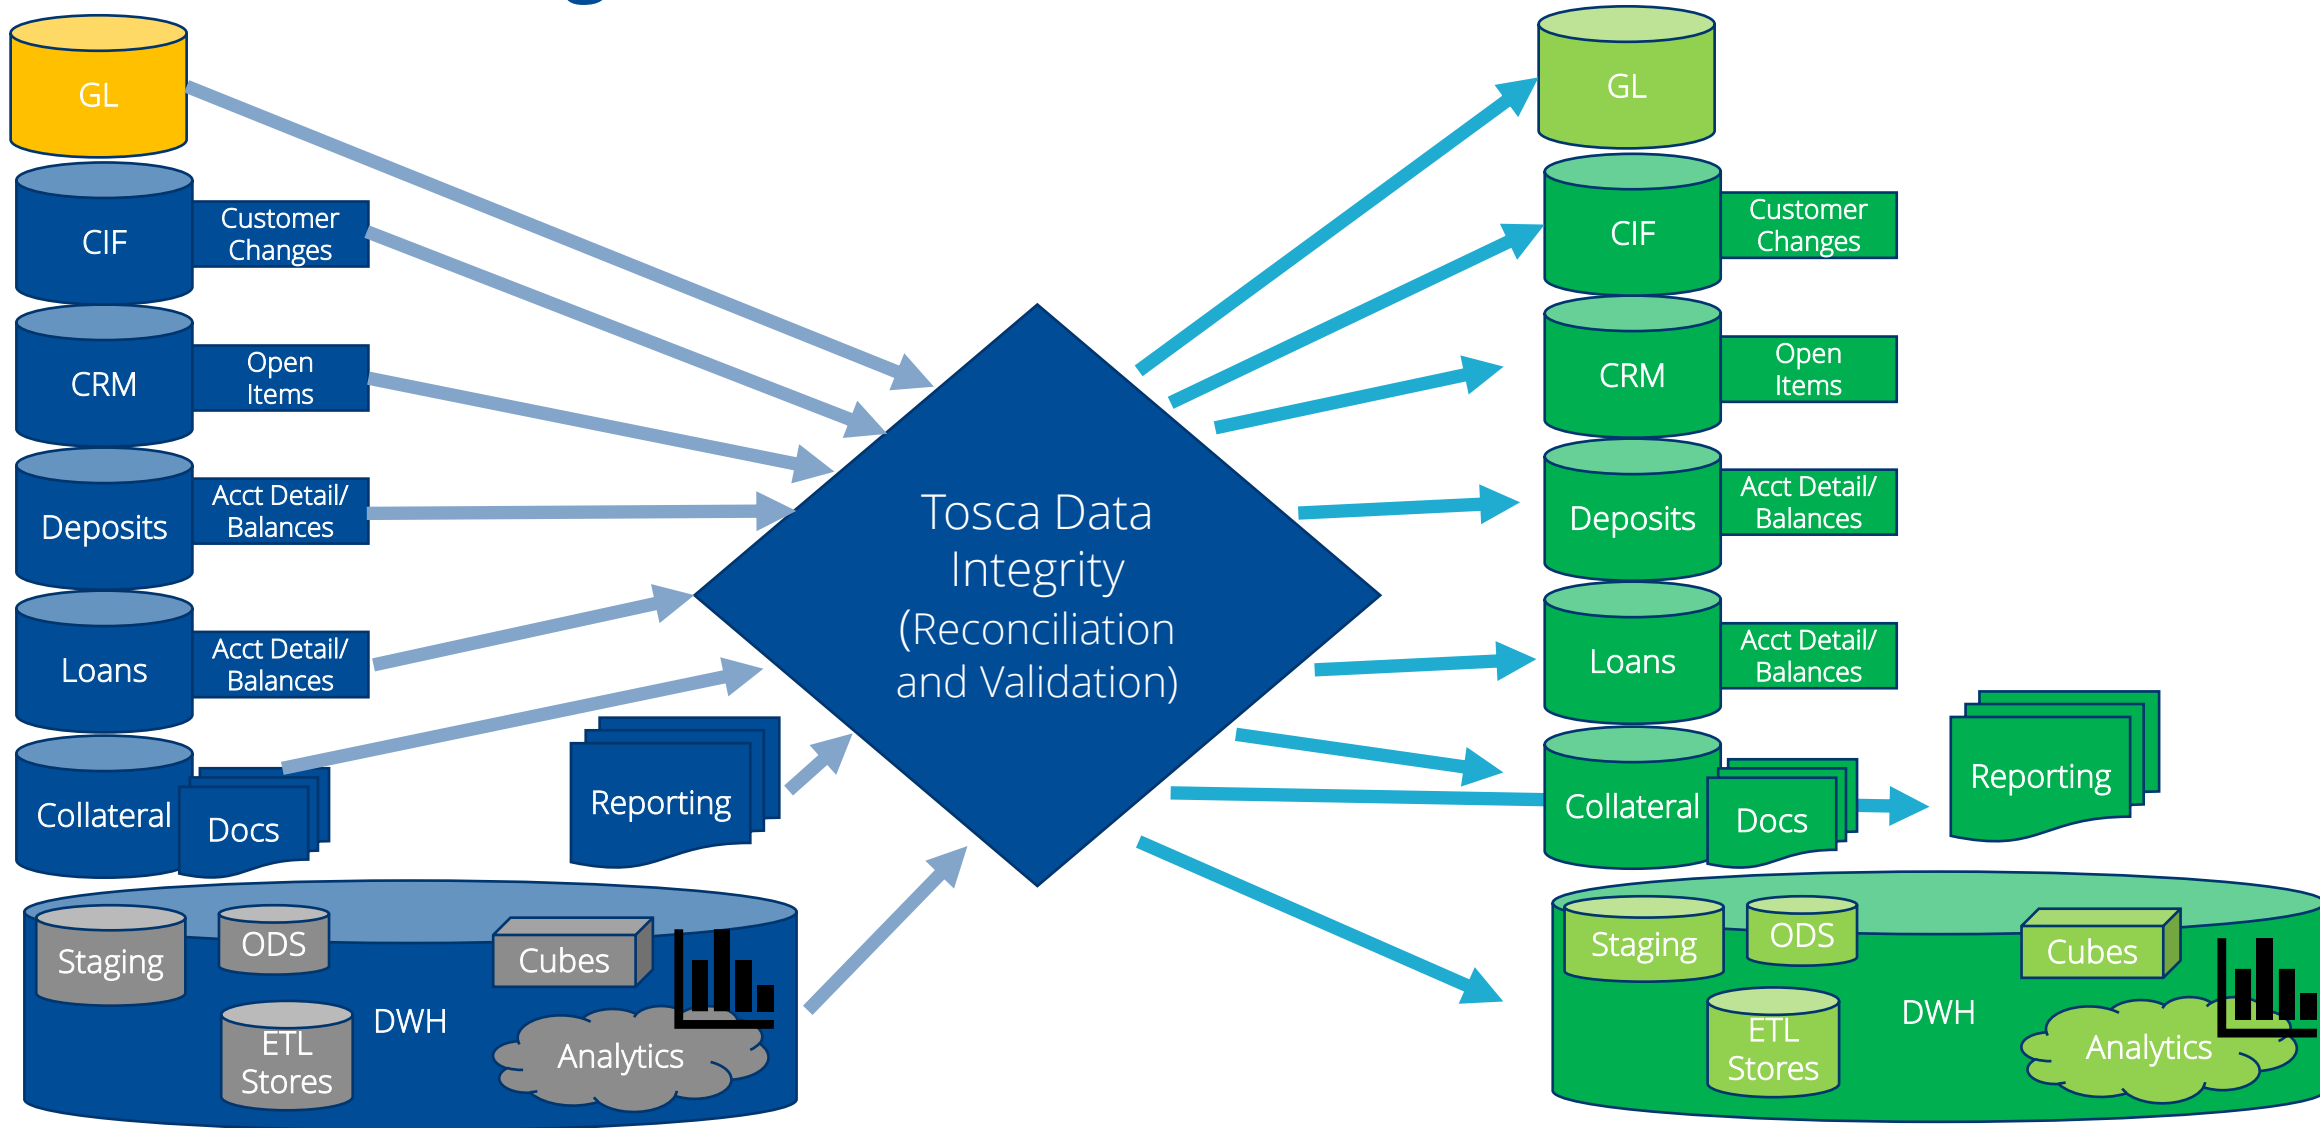 GL
CIF
Customer
Changes
CRM
Open
Items
Deposits
Acct Detail/
Balances
Loans
Acct Detail/
Balances
Collateral
Docs
Reporting
Staging
ODS
Cubes
DWH
ETL
Stores
Analytics
Tosca Data
Integrity
(Reconciliation
and Validation)
GL
CIF
Customer
Changes
CRM
Open
Items
Deposits
Acct Detail/
Balances
Loans
Acct Detail/
Balances
Collateral
Docs
Reporting
Staging
ODS
Cubes
DWH
ETL
Stores
Analytics